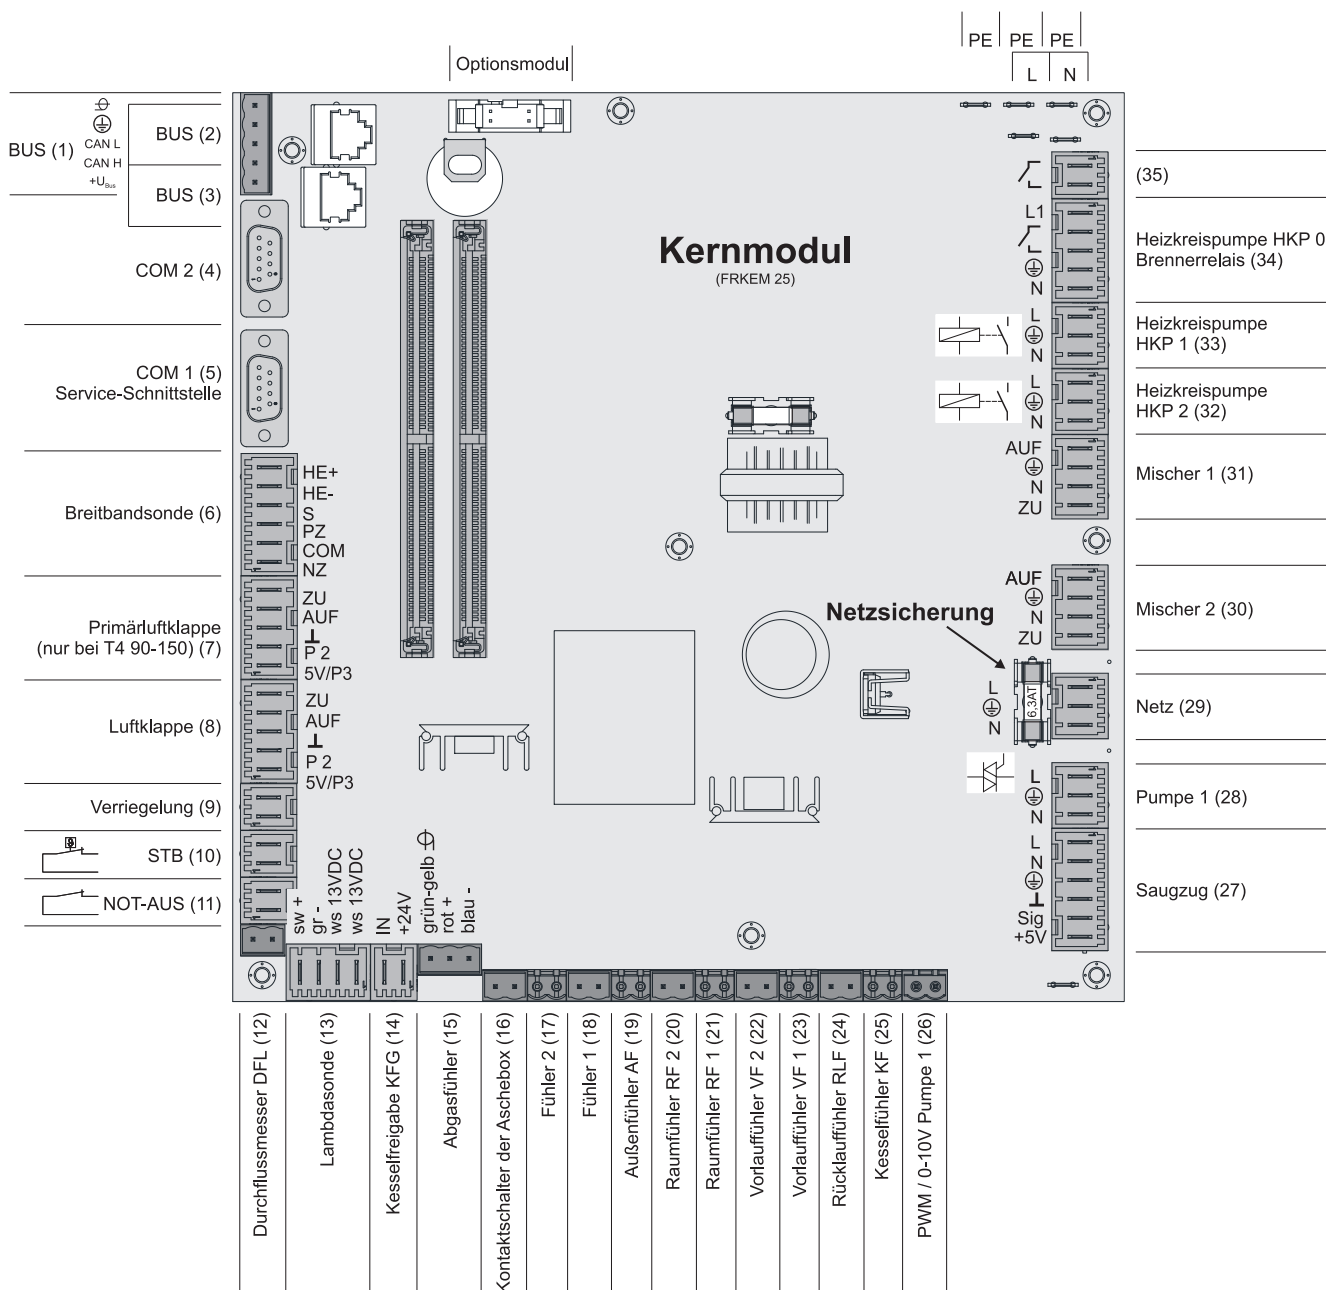 PE PE PE
L N
Optionsmodul
BUS (1)
CAN L
CAN H
+U Bus
BUS (2)
BUS (3)
COM 2 (4)
COM 1 (5)
Service-Schnittstelle
Breitbandsonde (6)
HE+
HE-
S
PZ
COM
NZ
Primärluftklappe
(nur bei T4 90-150) (7)
ZU
AUF
P 2
5V/P3
Luftklappe (8)
ZU
AUF
P 2
5V/P3
Verriegelung (9)
STB (10)
NOT-AUS (11)
Kernmodul
(FRKEM 25)
Netzsicherung
6,3AT
(35)
L1
N
Heizkreispumpe HKP 0
Brennerrelais (34)
L
N
Heizkreispumpe
HKP 1 (33)
L
N
Heizkreispumpe
HKP 2 (32)
AUF
N
ZU
Mischer 1 (31)
AUF
N
ZU
Mischer 2 (30)
L
N
Netz (29)
L
N
Pumpe 1 (28)
L
N
Sig
+5V
Saugzug (27)
sw +
gr -
ws 13VDC
ws 13VDC
IN
+24V
grün-gelb
rot +
blau -
Durchflussmesser DFL (12)
Lambdasonde (13)
Kesselfreigabe KFG (14)
Abgasfühler (15)
Kontaktschalter der Aschebox (16)
Fühler 2 (17)
Fühler 1 (18)
Außenfühler AF (19)
Raumfühler RF 2 (20)
Raumfühler RF 1 (21)
Vorlauffühler VF 2 (22)
Vorlauffühler VF 1 (23)
Rücklauffühler RLF (24)
Kesselfühler KF (25)
PWM / 0-10V Pumpe 1 (26)